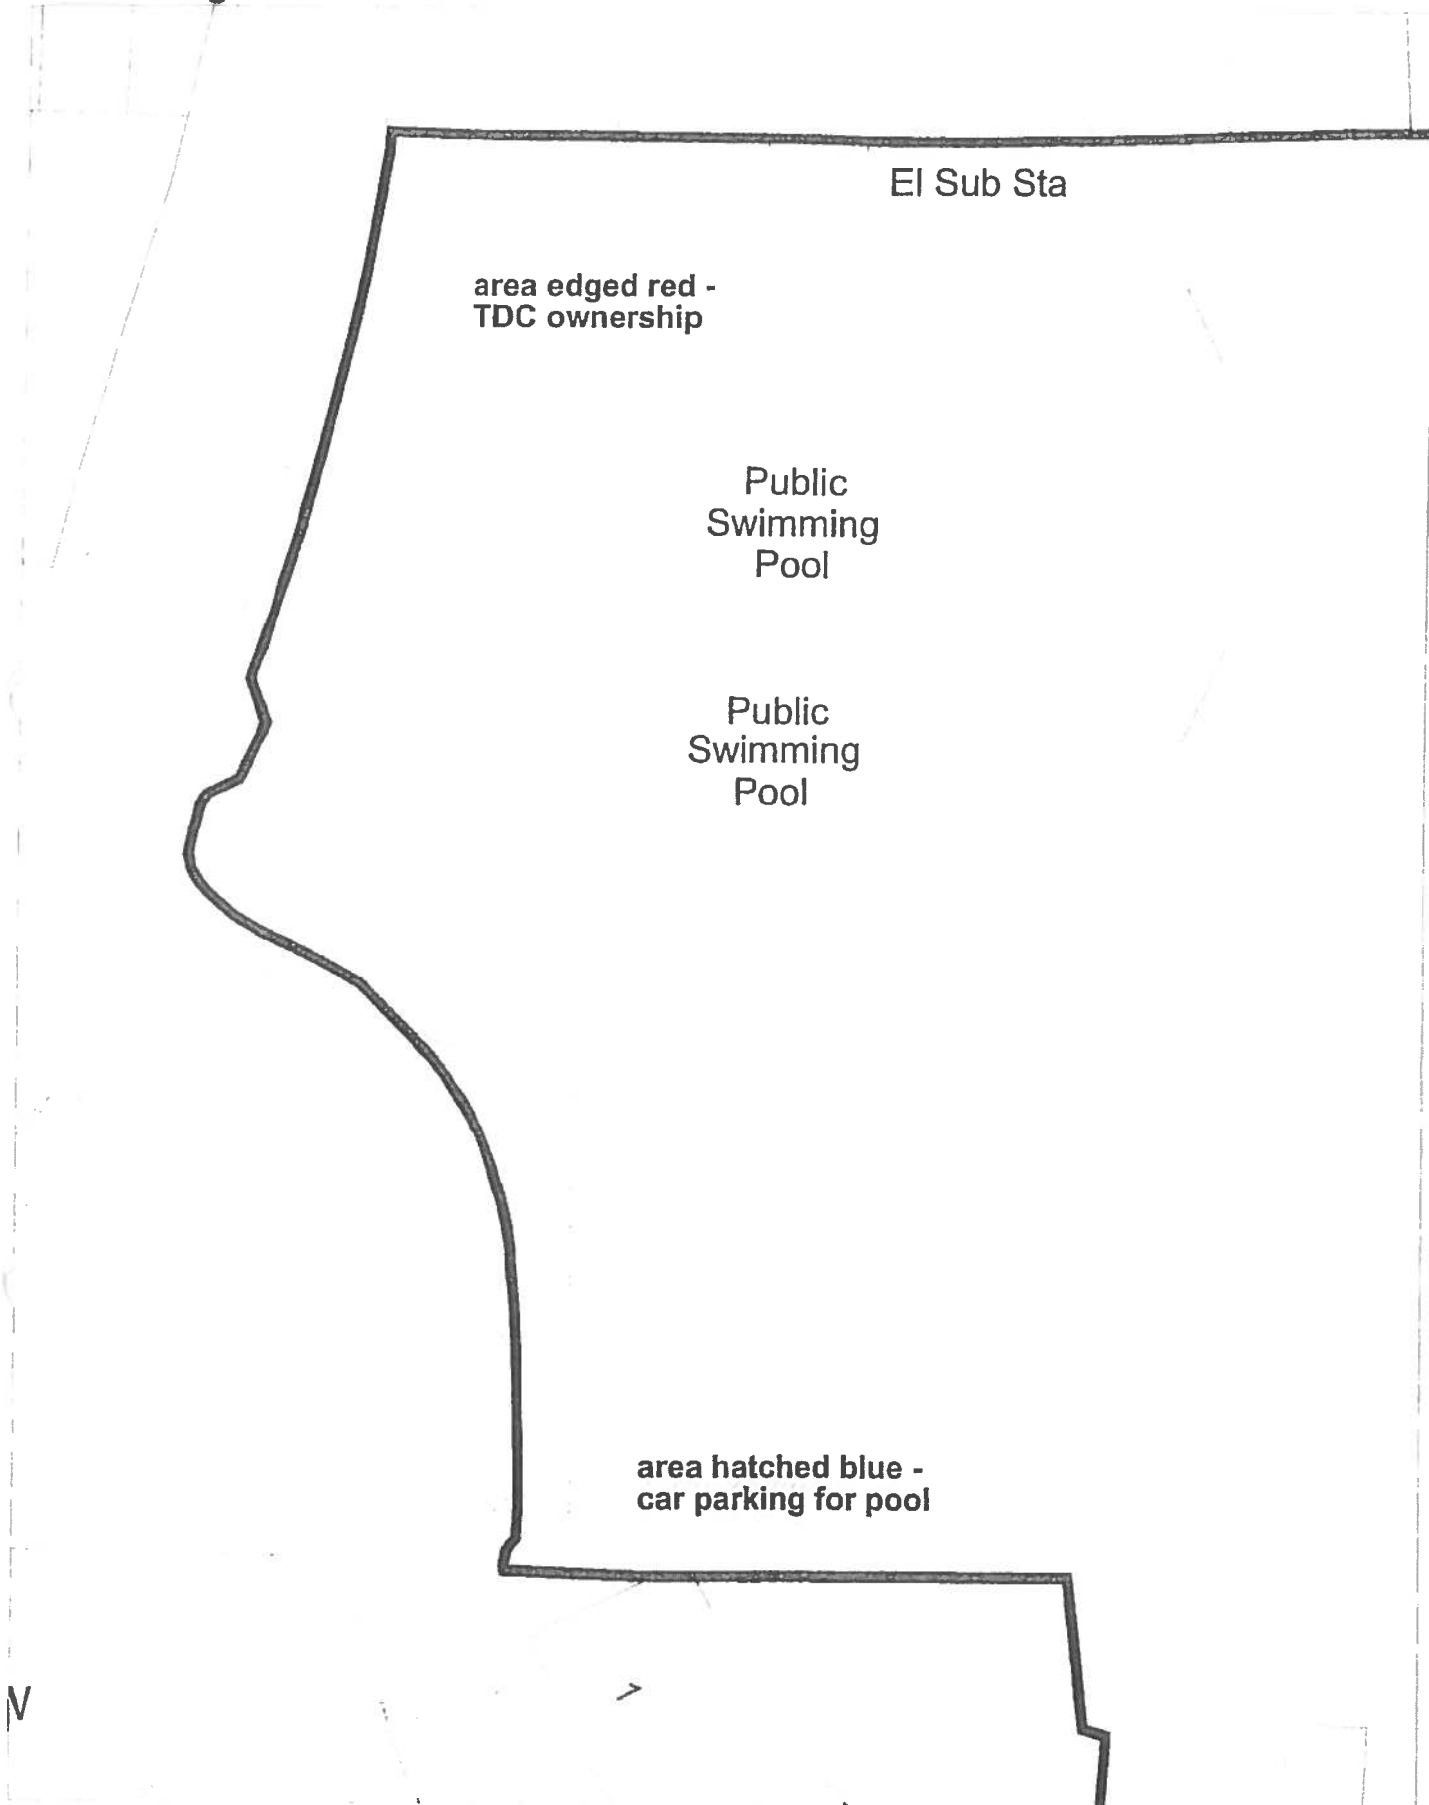 El Sub Sta
area edged red -
TDC ownership
Public
Swimming
Pool
Public
Swimming
Pool
area hatched blue -
car parking for pool